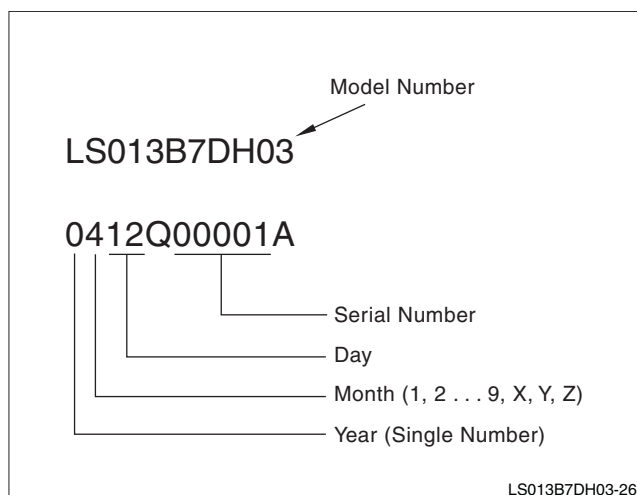 Model Number
LS013B7DH03
0412Q00001A
Serial Number
Day
Month (1, 2 . . . 9, X, Y, Z)
Year (Single Number)
LS013B7DH03-26